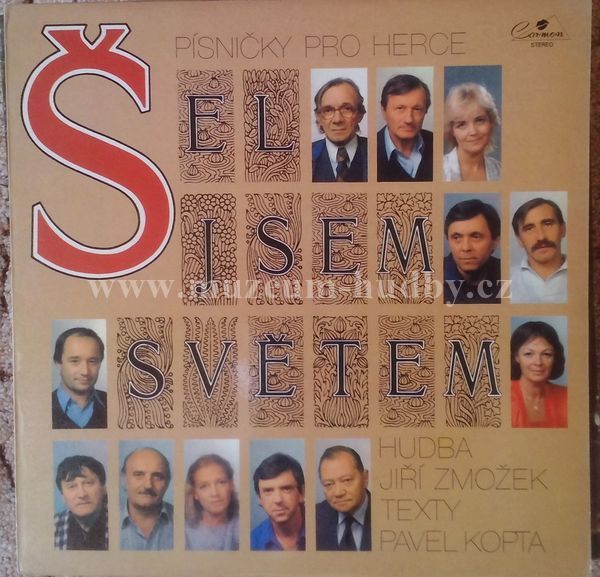 PÍSNIČKY PRO HERCE
Carmen
STEREO
ŠEL
JSEM
SVĚTEM
www.muzeum-hudby.cz
HUDBA
JIŘÍ ZMOŽEK
TEXTY
PAVEL KOPTA